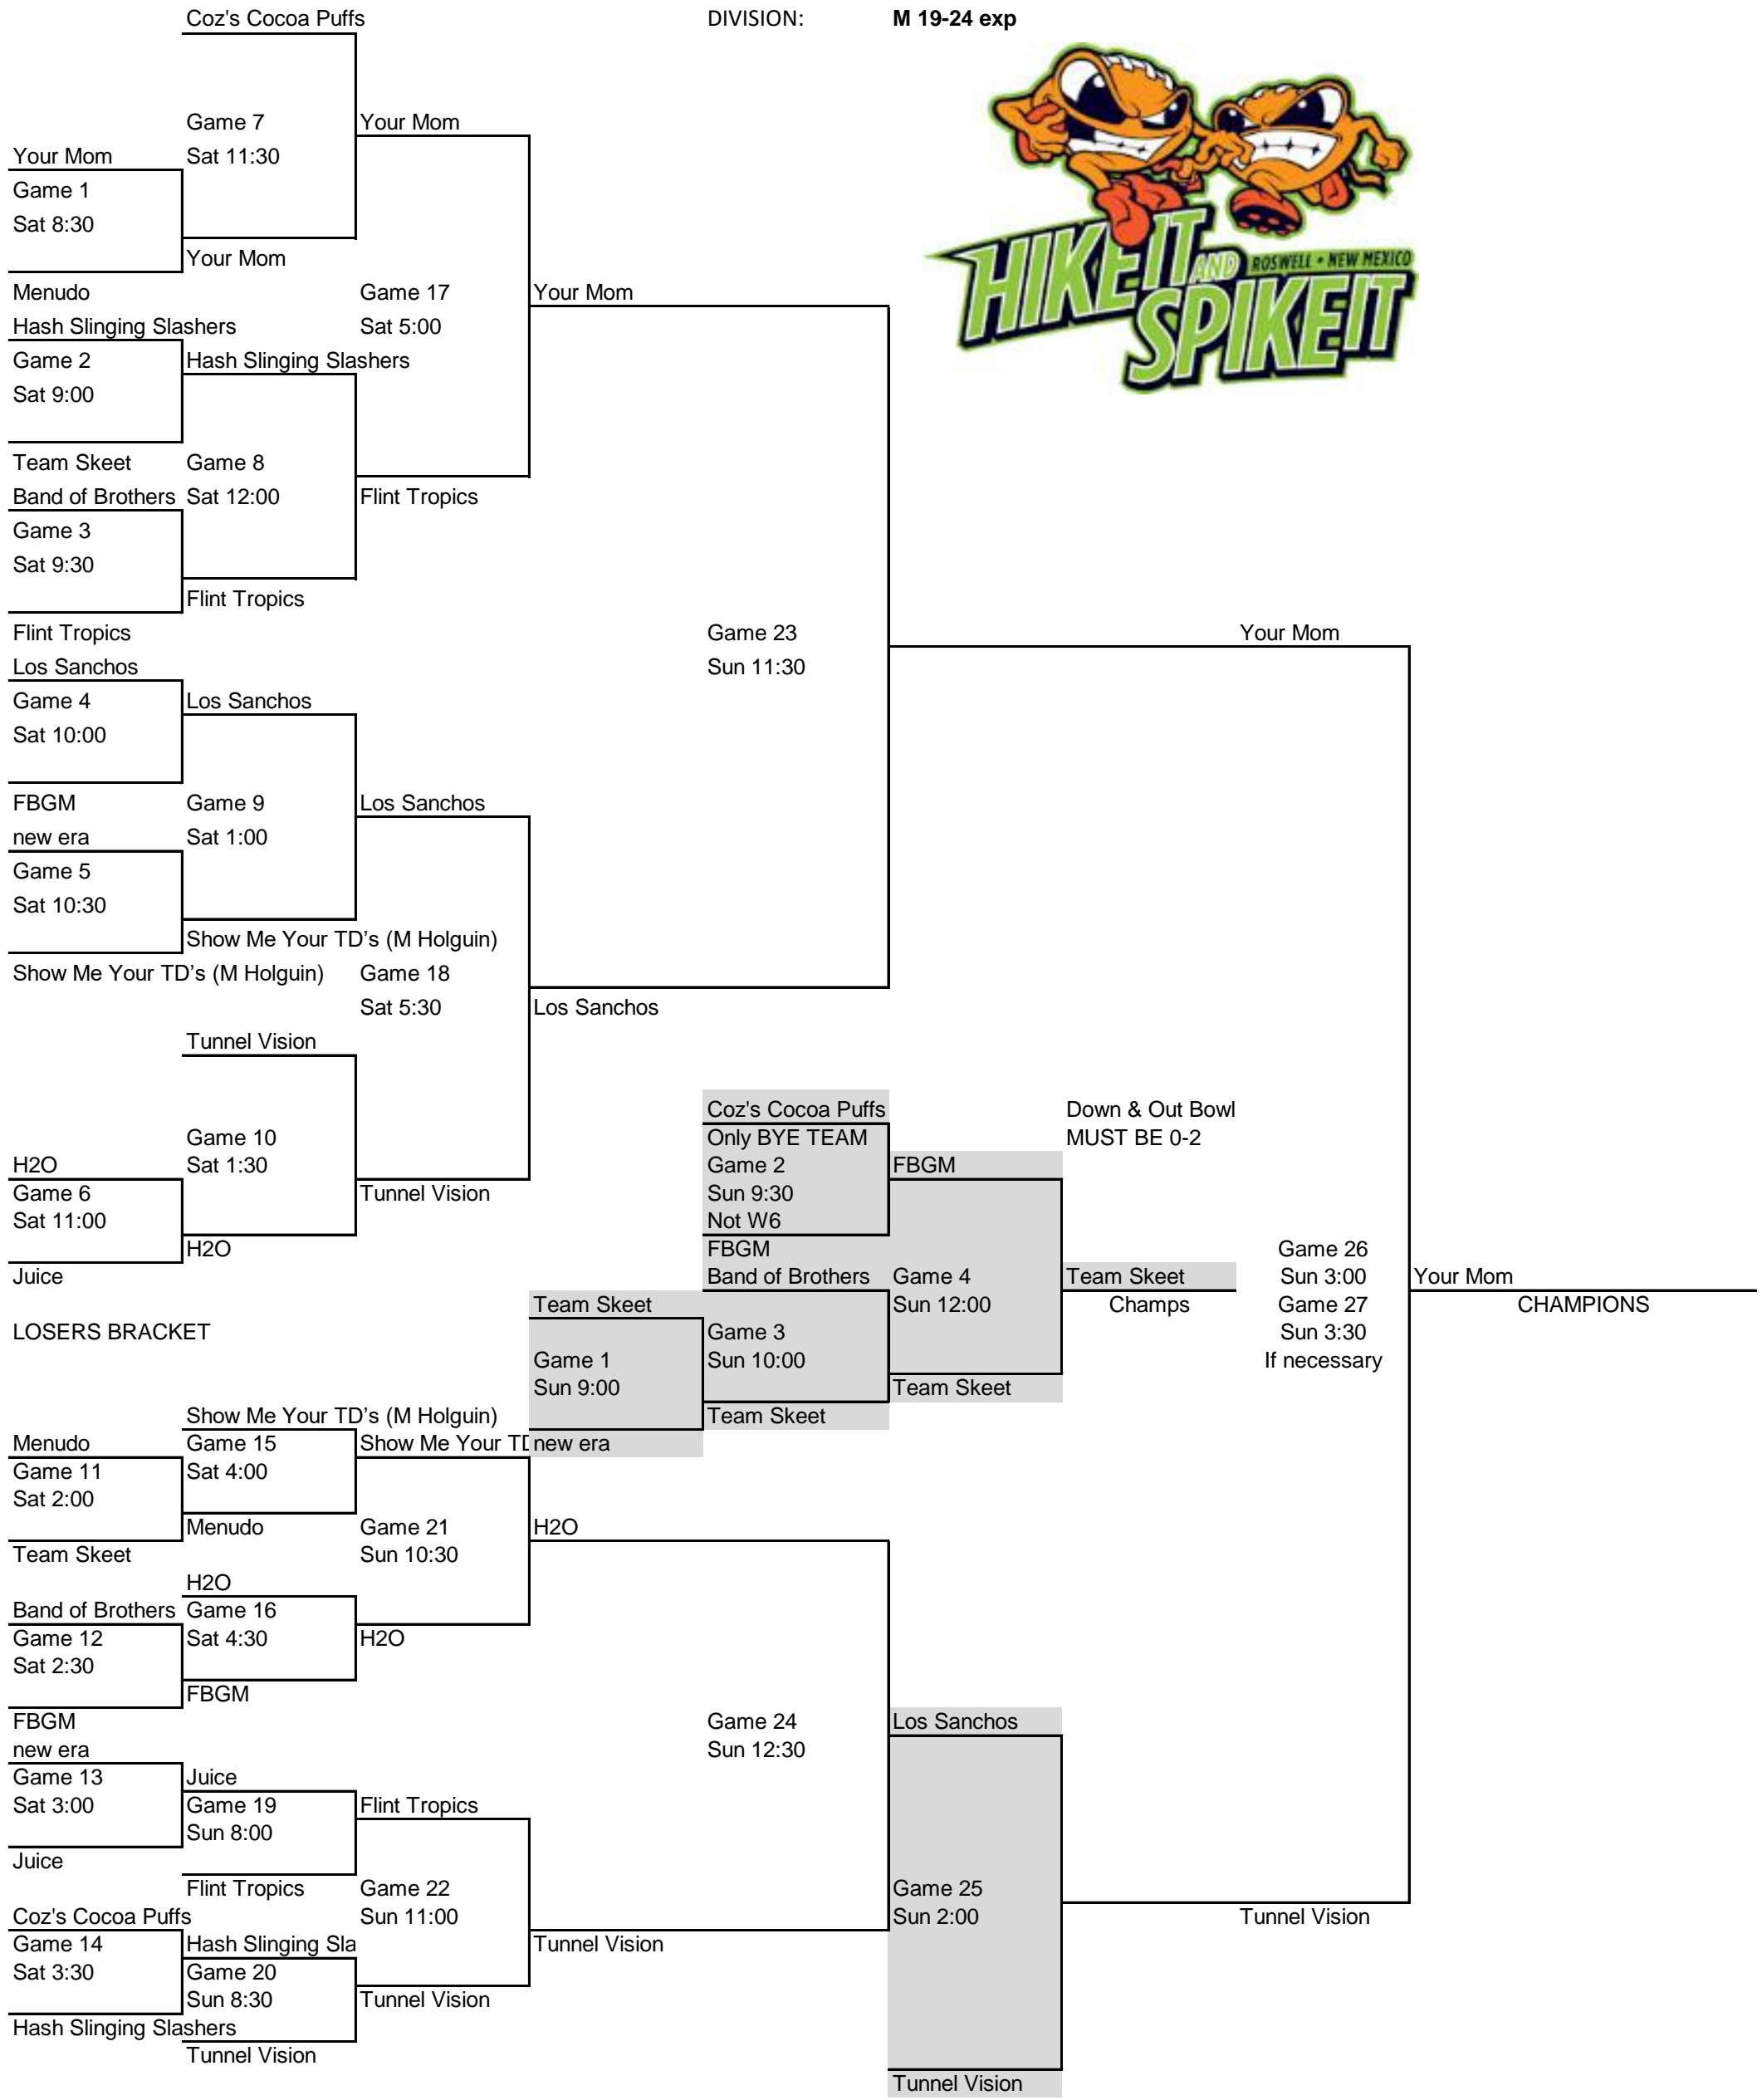 Coz's Cocoa Puffs
DIVISION: M 19-24 exp
Game 7
Your Mom
Your Mom
Sat 11:30
Game 1
Sat 8:30
Your Mom
Menudo
Game 17
Your Mom
HIKE IT AND SPIKE IT
ROSWELL • NEW MEXICO
Hash Slinging Slashers
Sat 5:00
Game 2
Hash Slinging Slashers
Sat 9:00
Team Skeet
Game 8
Band of Brothers
Sat 12:00
Flint Tropics
Game 3
Sat 9:30
Flint Tropics
Flint Tropics
Game 23
Your Mom
Los Sanchos
Sun 11:30
Game 4
Los Sanchos
Sat 10:00
FBGM
Game 9
Los Sanchos
new era
Sat 1:00
Game 5
Sat 10:30
Show Me Your TD's (M Holguin)
Show Me Your TD's (M Holguin)
Game 18
Sat 5:30
Los Sanchos
Tunnel Vision
Coz's Cocoa Puffs
Down & Out Bowl
Game 10
Only BYE TEAM
MUST BE 0-2
H2O
Sat 1:30
Game 2
FBGM
Game 6
Tunnel Vision
Sun 9:30
Sat 11:00
Not W6
H2O
FBGM
Game 26
Juice
Band of Brothers
Game 4
Team Skeet
Sun 3:00
Your Mom
Team Skeet
Sun 12:00
Champs
Game 27
CHAMPIONS
LOSERS BRACKET
Game 3
Sun 3:30
Game 1
Sun 10:00
If necessary
Sun 9:00
Team Skeet
Show Me Your TD's (M Holguin)
Team Skeet
Menudo
Game 15
Show Me Your TD
new era
Game 11
Sat 4:00
Sat 2:00
Menudo
Game 21
H2O
Team Skeet
Sun 10:30
H2O
Band of Brothers
Game 16
Game 12
Sat 4:30
H2O
Sat 2:30
FBGM
FBGM
Game 24
Los Sanchos
new era
Sun 12:30
Game 13
Juice
Sat 3:00
Game 19
Flint Tropics
Sun 8:00
Juice
Flint Tropics
Game 22
Game 25
Coz's Cocoa Puffs
Sun 11:00
Sun 2:00
Tunnel Vision
Game 14
Hash Slinging Sla
Tunnel Vision
Sat 3:30
Game 20
Sun 8:30
Tunnel Vision
Hash Slinging Slashers
Tunnel Vision
Tunnel Vision